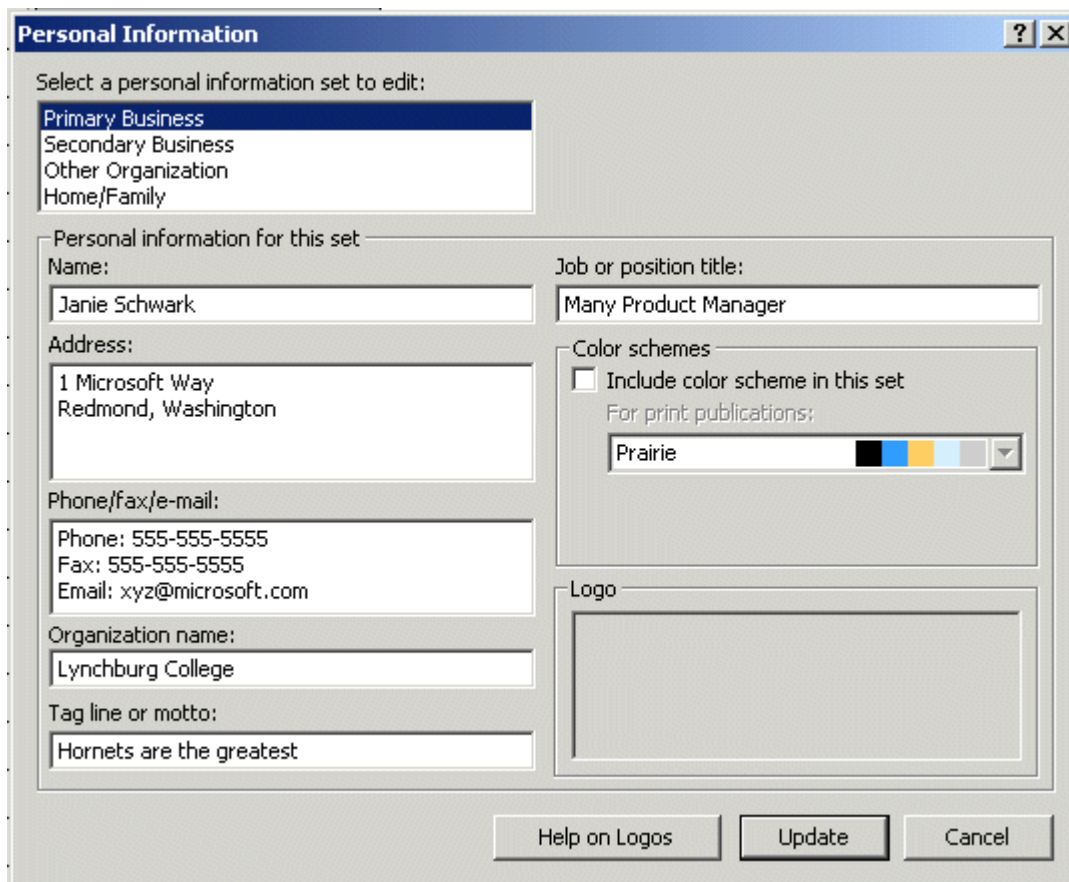 Personal Information
Select a personal information set to edit:
Primary Business
Secondary Business
Other Organization
Home/Family
Personal information for this set
Name:
Janie Schwark
Address:
1 Microsoft Way
Redmond, Washington
Phone/fax/e-mail:
Phone: 555-555-5555
Fax: 555-555-5555
Email: xyz@microsoft.com
Organization name:
Lynchburg College
Tag line or motto:
Hornets are the greatest
Job or position title:
Many Product Manager
Color schemes
Include color scheme in this set
For print publications:
Prairie
Logo
Help on Logos
Update
Cancel